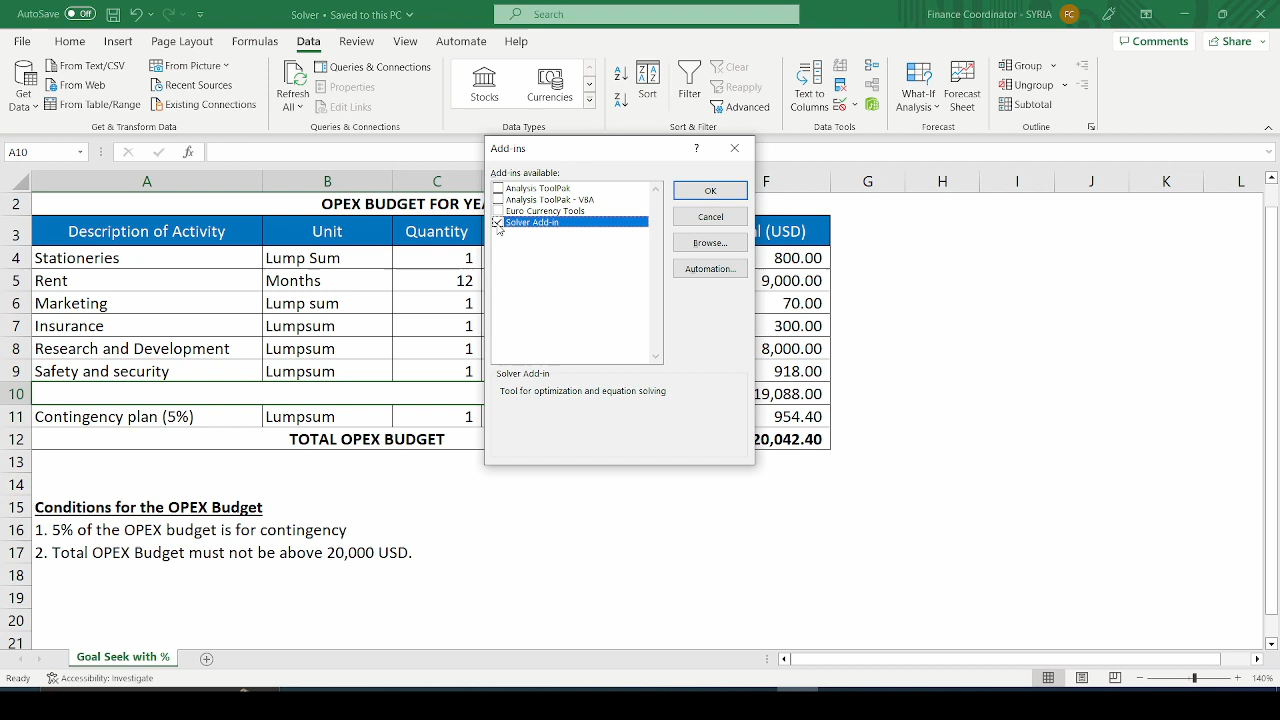 AutoSave Off Solver • Saved to this PC Search Finance Coordinator - SYRIA FC
File Home Insert Page Layout Formulas Data Review View Automate Help Comments Share
Get Data From Text/CSV From Picture Refresh All Queries & Connections Stocks Currencies Sort Filter Clear Text to Columns What-If Analysis Forecast Sheet Group
From Web Recent Sources Properties Reapply Ungroup
From Table/Range Existing Connections Edit Links Advanced Subtotal
Get & Transform Data Queries & Connections Data Types Sort & Filter Data Tools Forecast Outline
A10 fx
A B C F G H I J K L
2 OPEX BUDGET FOR YEA
3 Description of Activity Unit Quantity l (USD)
4 Stationeries Lump Sum 1 800.00
5 Rent Months 12 9,000.00
6 Marketing Lump sum 1 70.00
7 Insurance Lumpsum 1 300.00
8 Research and Development Lumpsum 1 8,000.00
9 Safety and security Lumpsum 1 918.00
10 19,088.00
11 Contingency plan (5%) Lumpsum 1 954.40
12 TOTAL OPEX BUDGET 20,042.40
13
14
15 Conditions for the OPEX Budget
16 1. 5% of the OPEX budget is for contingency
17 2. Total OPEX Budget must not be above 20,000 USD.
18
19
20
21
Add-ins ?
Add-ins available:
Analysis ToolPak
Analysis ToolPak - VBA
Euro Currency Tools
Solver Add-in
OK
Cancel
Browse...
Automation...
Solver Add-in
Tool for optimization and equation solving
Goal Seek with %
Ready Accessibility: Investigate 140%